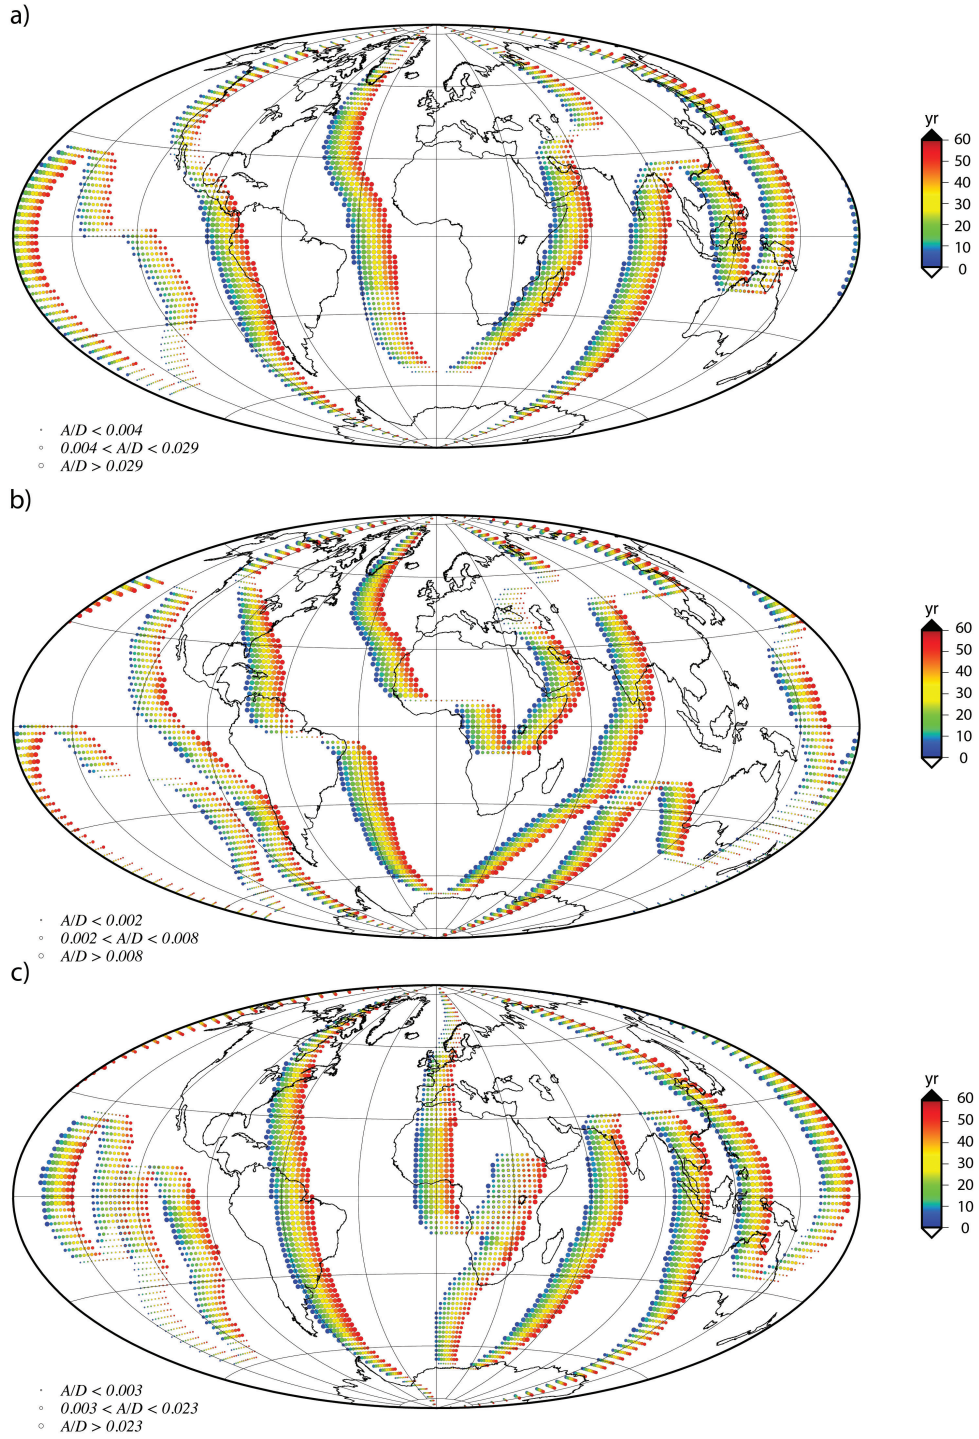 a)
yr
60
50
40
30
20
10
0
A/D < 0.004
0.004 < A/D < 0.029
A/D > 0.029
b)
yr
60
50
40
30
20
10
0
A/D < 0.002
0.002 < A/D < 0.008
A/D > 0.008
c)
yr
60
50
40
30
20
10
0
A/D < 0.003
0.003 < A/D < 0.023
A/D > 0.023